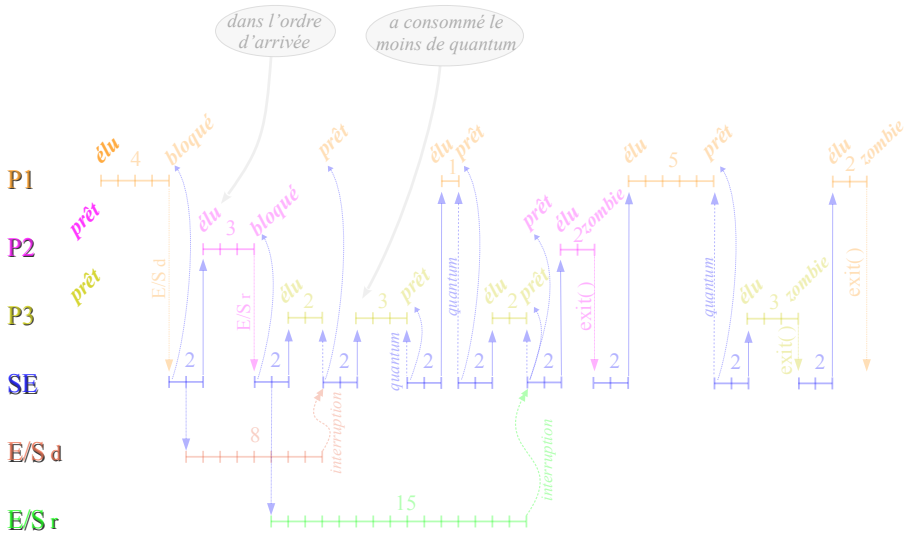 dans l'ordre
d'arrivée
a consommé le
moins de quantum
élu
4
bloqué
prêt
élu
1
prêt
élu
5
prêt
élu
2
zombie
P1
prêt
élu
3
bloqué
prêt
élu
2
zombie
P2
prêt
élu
2
3
prêt
élu
2
prêt
3
zombie
élu
P3
E/S d
E/S r
quantum
quantum
exit()
quantum
exit()
exit()
SE
2
2
2
2
2
2
2
2
2
E/S d
8
interruption
interruption
E/S r
15